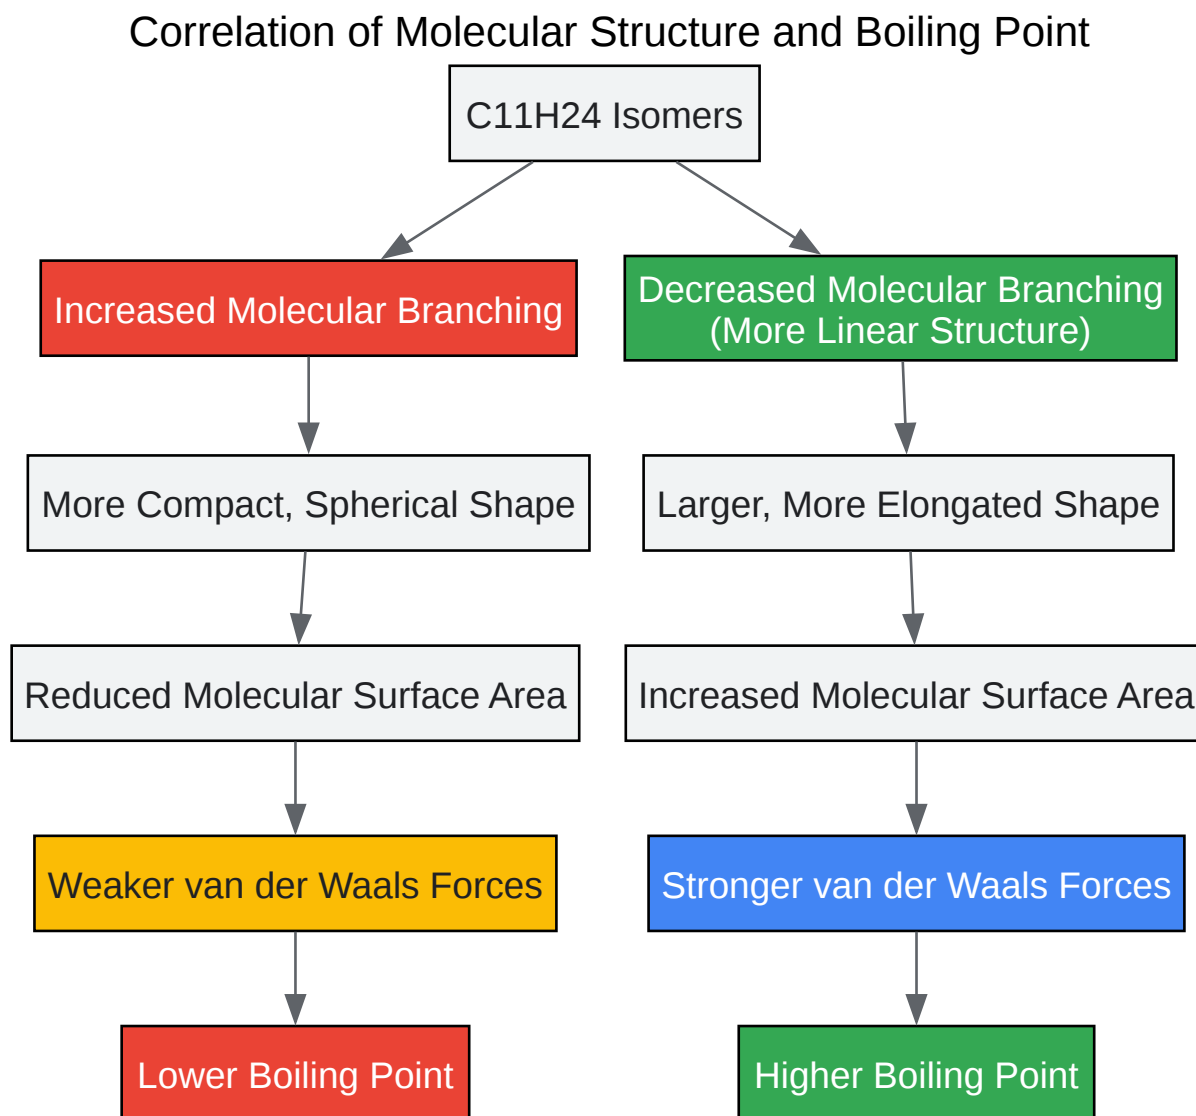 Correlation of Molecular Structure and Boiling Point
C11H24 Isomers
Increased Molecular Branching
Decreased Molecular Branching
(More Linear Structure)
More Compact, Spherical Shape
Larger, More Elongated Shape
Reduced Molecular Surface Area
Increased Molecular Surface Area
Weaker van der Waals Forces
Stronger van der Waals Forces
Lower Boiling Point
Higher Boiling Point